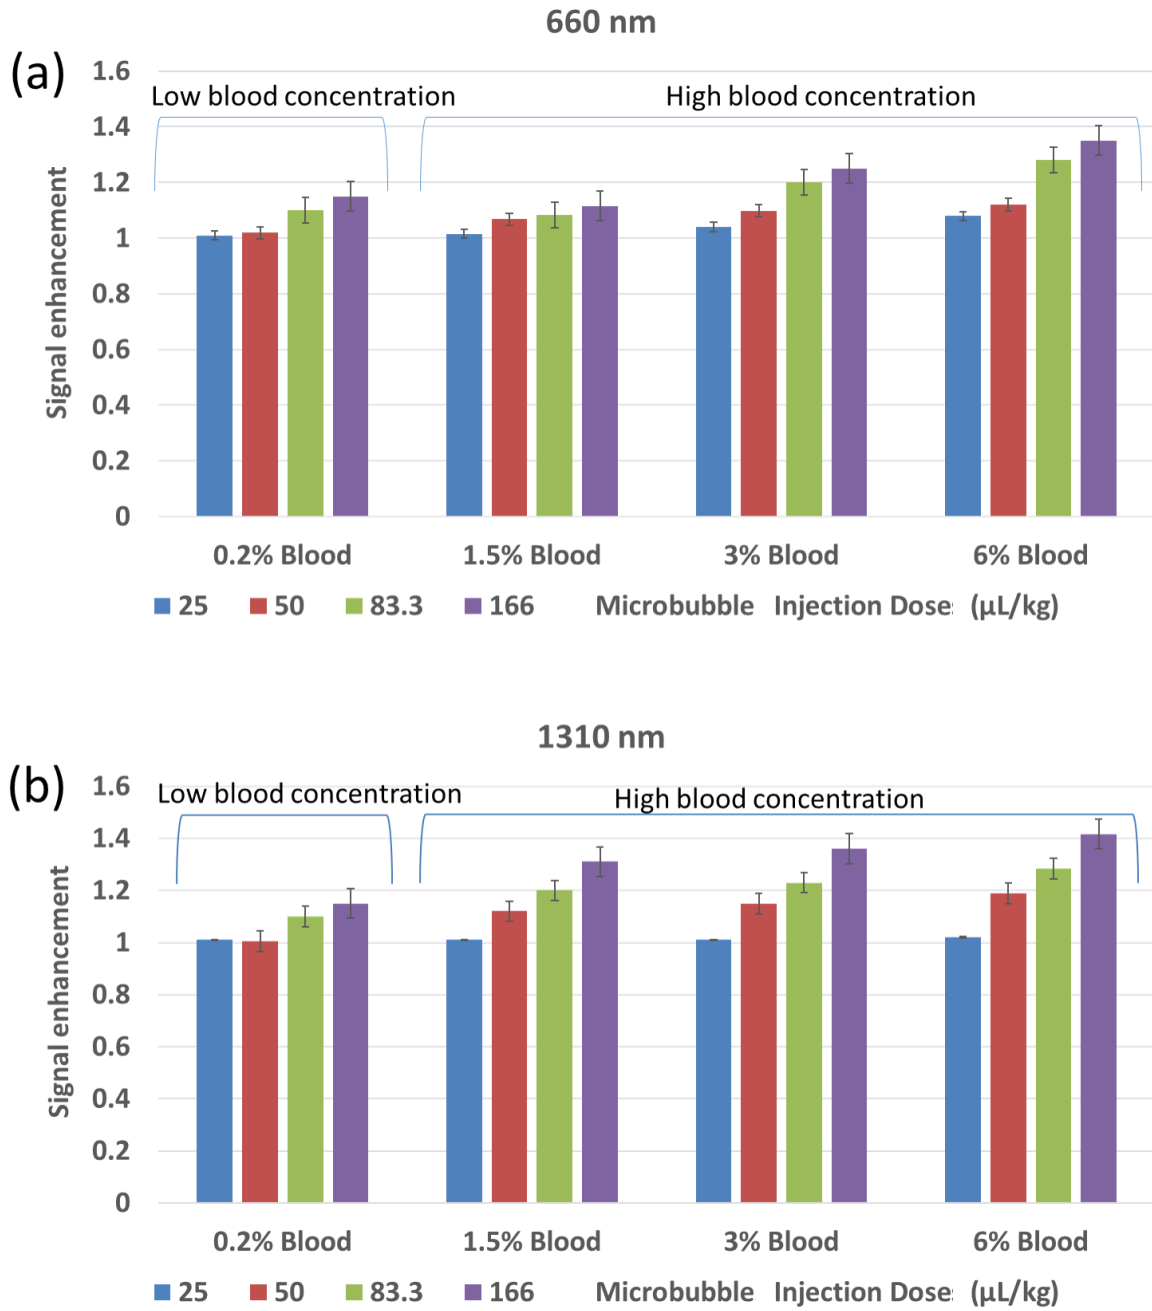 660 nm
(a)
1.6
Low blood concentration
High blood concentration
1.4
1.2
1
0.8
0.6
0.4
0.2
0
Signal enhancement
0.2% Blood
1.5% Blood
3% Blood
6% Blood
25
50
83.3
166
Microbubble Injection Dose: (μL/kg)
1310 nm
(b)
1.6
Low blood concentration
High blood concentration
1.4
1.2
1
0.8
0.6
0.4
0.2
0
Signal enhancement
0.2% Blood
1.5% Blood
3% Blood
6% Blood
25
50
83.3
166
Microbubble Injection Dose: (μL/kg)